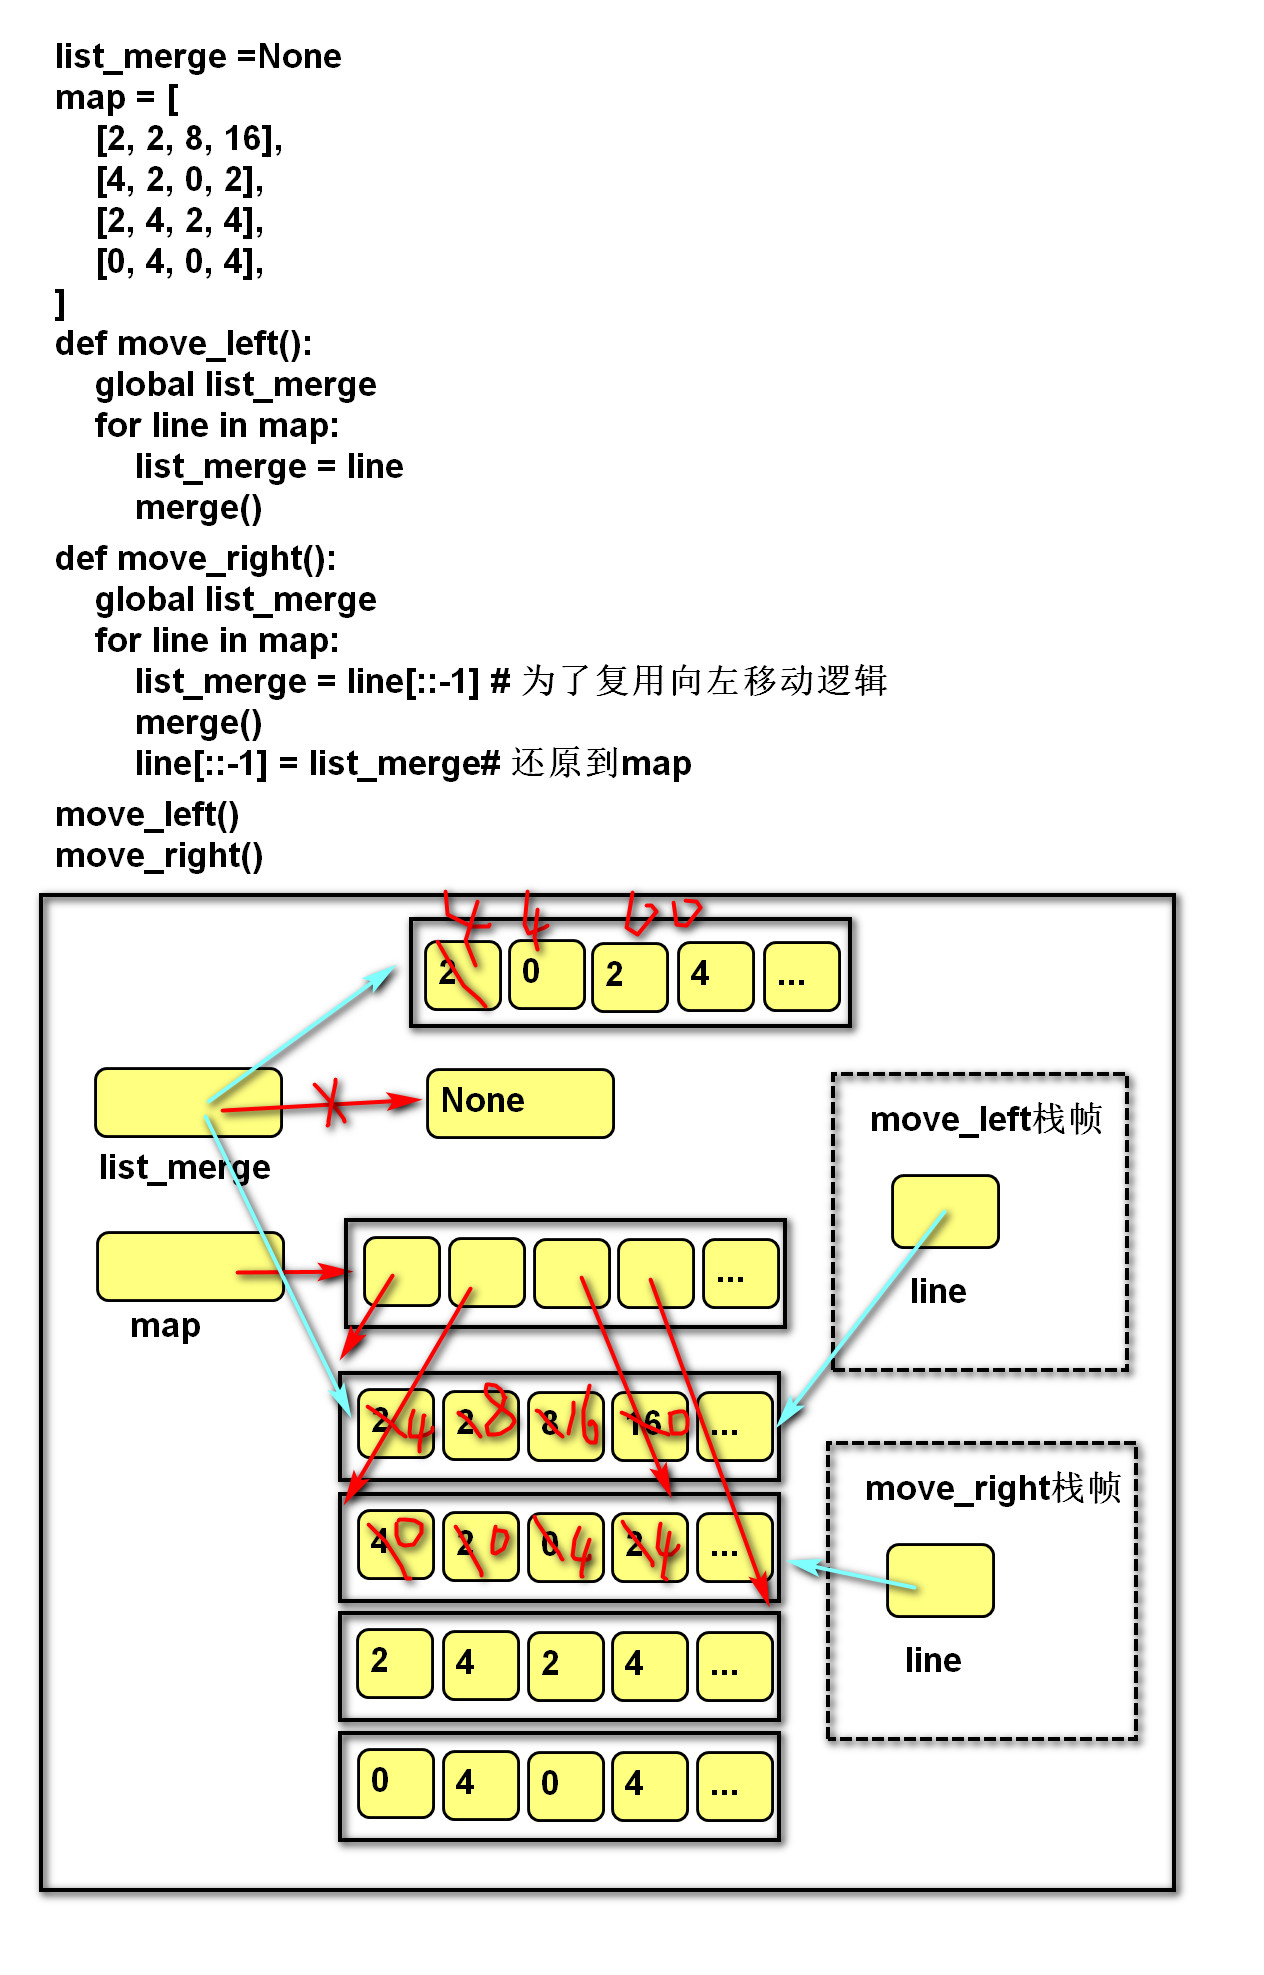 list_merge =None
map = [
[2, 2, 8, 16],
[4, 2, 0, 2],
[2, 4, 2, 4],
[0, 4, 0, 4],
]
def move_left():
global list_merge
for line in map:
list_merge = line
merge()
def move_right():
global list_merge
for line in map:
list_merge = line[::-1] # 为了复用向左移动逻辑
merge()
line[::-1] = list_merge# 还原到map
move_left()
move_right()
4 4 0 0
2 0 2 4 ...
None
list_merge
move_left栈帧
line
...
map
2 4 2 8 8 16 16 0 ...
move_right栈帧
4 0 2 0 0 4 2 4 ...
line
2 4 2 4 ...
0 4 0 4 ...